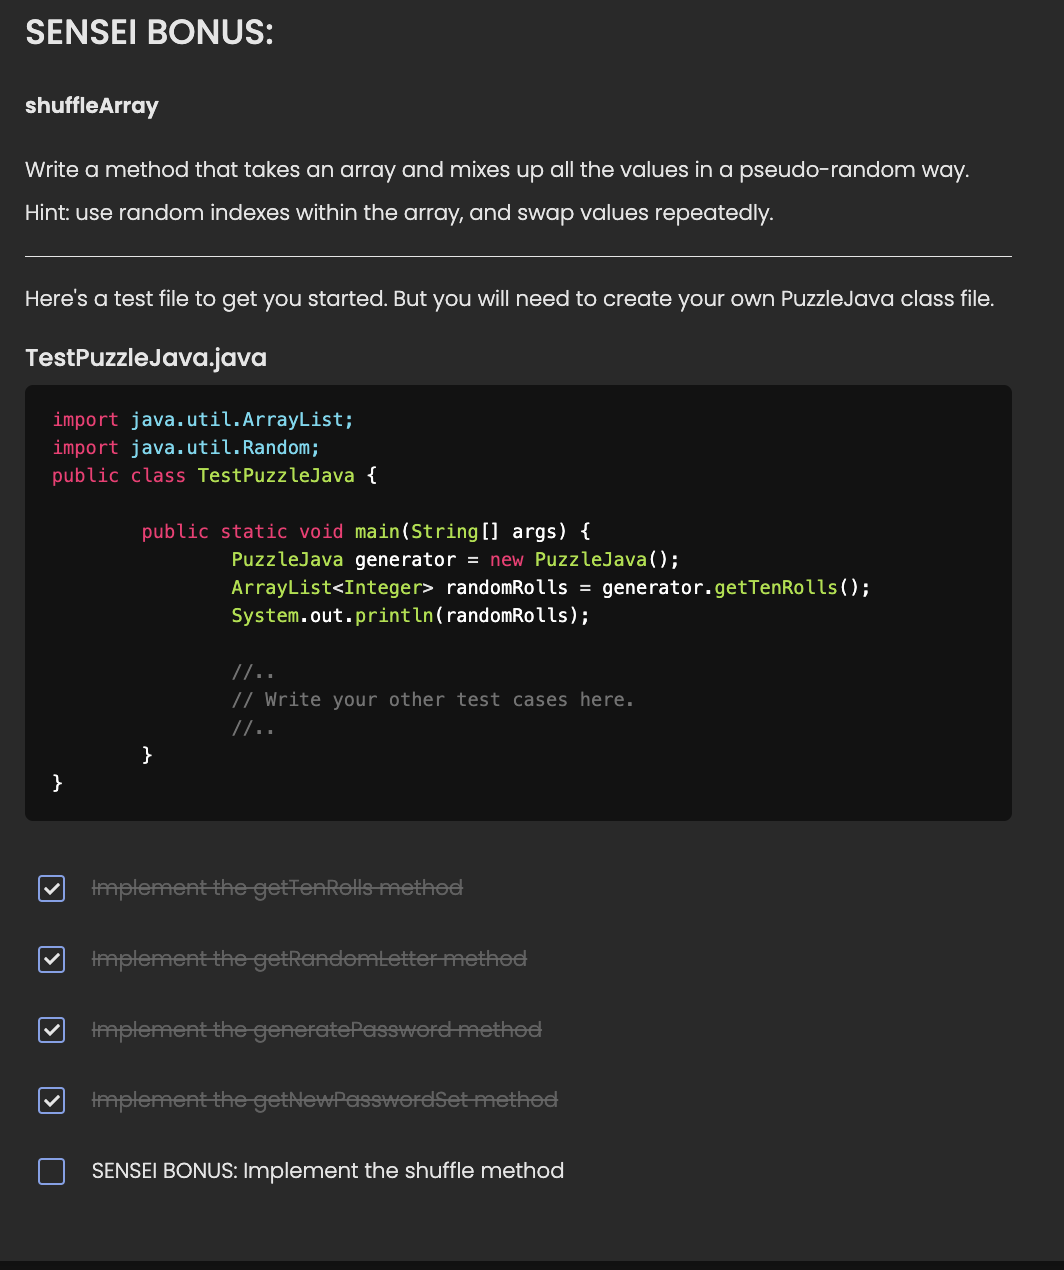 SENSEI BONUS:
shuffleArray
Write a method that takes an array and mixes up all the values in a pseudo-random way.
Hint: use random indexes within the array, and swap values repeatedly.
Here's a test file to get you started. But you will need to create your own PuzzleJava class file.
TestPuzzleJava.java
import java.util.ArrayList;
import java.util.Random;
public class TestPuzzleJava {
public static void main(String[] args) {
PuzzleJava generator = new PuzzleJava();
ArrayList<Integer> randomRolls = generator.getTenRolls();
System.out.println(randomRolls);
//..
// Write your other test cases here.
//..
}
}
Implement the getTenRolls method
Implement the getRandomLetter method
Implement the generatePassword method
Implement the getNewPasswordSet method
SENSEI BONUS: Implement the shuffle method